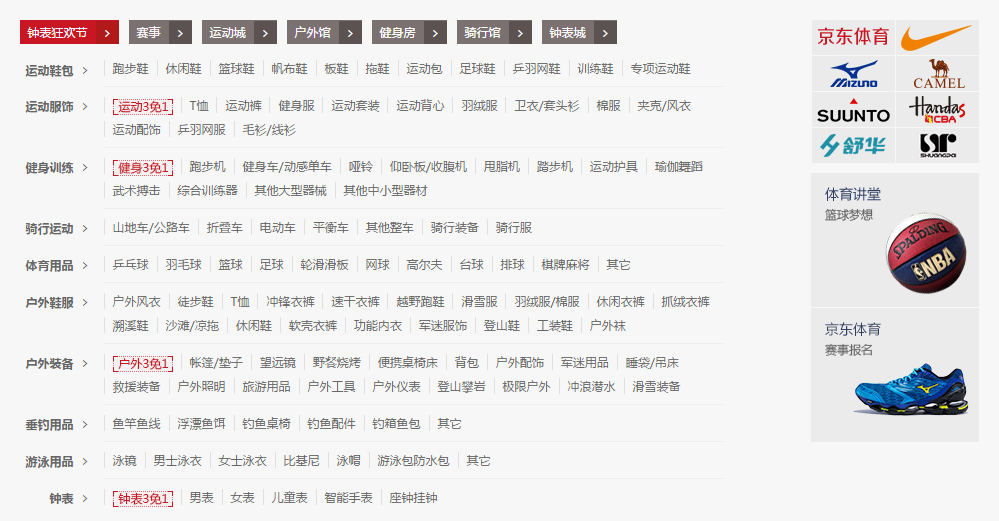 钟表狂欢节 > 赛事 > 运动城 > 户外馆 > 健身房 > 骑行馆 > 钟表城 >
运动鞋包 > 跑步鞋 休闲鞋 篮球鞋 帆布鞋 板鞋 拖鞋 运动包 足球鞋 乒羽网鞋 训练鞋 专项运动鞋
运动服饰 > 运动3免1 T恤 运动裤 健身服 运动套装 运动背心 羽绒服 卫衣/套头衫 棉服 夹克/风衣
运动配饰 乒羽网服 毛衫/线衫
健身训练 > 健身3免1 跑步机 健身车/动感单车 哑铃 仰卧板/收腹机 甩脂机 踏步机 运动护具 瑜伽舞蹈
武术搏击 综合训练器 其他大型器械 其他中小型器材
骑行运动 > 山地车/公路车 折叠车 电动车 平衡车 其他整车 骑行装备 骑行服
体育用品 > 乒乓球 羽毛球 篮球 足球 轮滑滑板 网球 高尔夫 台球 排球 棋牌麻将 其它
户外鞋服 > 户外风衣 徒步鞋 T恤 冲锋衣裤 速干衣裤 越野跑鞋 滑雪服 羽绒服/棉服 休闲衣裤 抓绒衣裤
溯溪鞋 沙滩/凉拖 休闲鞋 软壳衣裤 功能内衣 军迷服饰 登山鞋 工装鞋 户外袜
户外装备 > 户外3免1 帐篷/垫子 望远镜 野餐烧烤 便携桌椅床 背包 户外配饰 军迷用品 睡袋/吊床
救援装备 户外照明 旅游用品 户外工具 户外仪表 登山攀岩 极限户外 冲浪潜水 滑雪装备
垂钓用品 > 鱼竿鱼线 浮漂鱼饵 钓鱼桌椅 钓鱼配件 钓箱鱼包 其它
游泳用品 > 泳镜 男士泳衣 女士泳衣 比基尼 泳帽 游泳包防水包 其它
钟表 > 钟表3免1 男表 女表 儿童表 智能手表 座钟挂钟
京东体育
MIZUNO CAMEL
SUUNTO Handas CBA
舒华 SHUANGPAI
体育讲堂
篮球梦想
SPALDING
NBA
京东体育
赛事报名